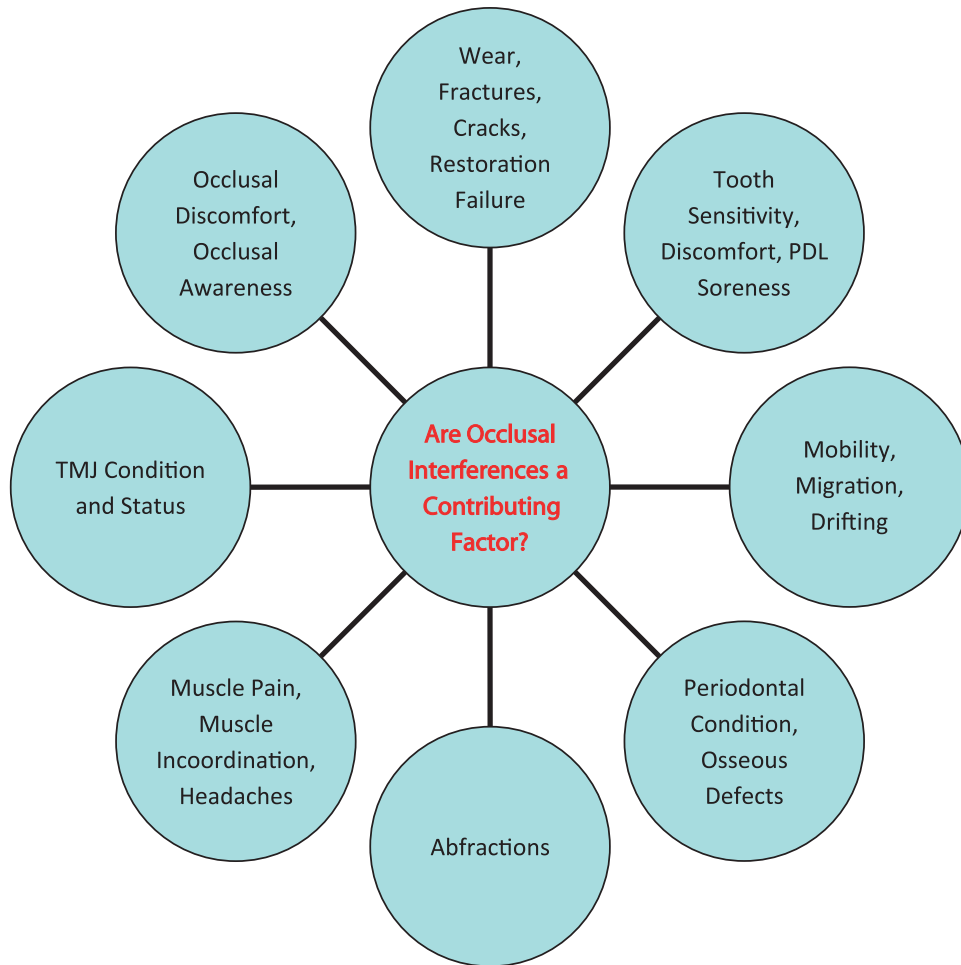 Wear,
Fractures,
Cracks,
Restoration
Failure
Tooth
Sensitivity,
Discomfort, PDL
Soreness
Mobility,
Migration,
Drifting
Periodontal
Condition,
Osseous
Defects
Abfractions
Muscle Pain,
Muscle
Incoordination,
Headaches
TMJ Condition
and Status
Occlusal
Discomfort,
Occlusal
Awareness
Are Occlusal
Interferences a
Contributing
Factor?